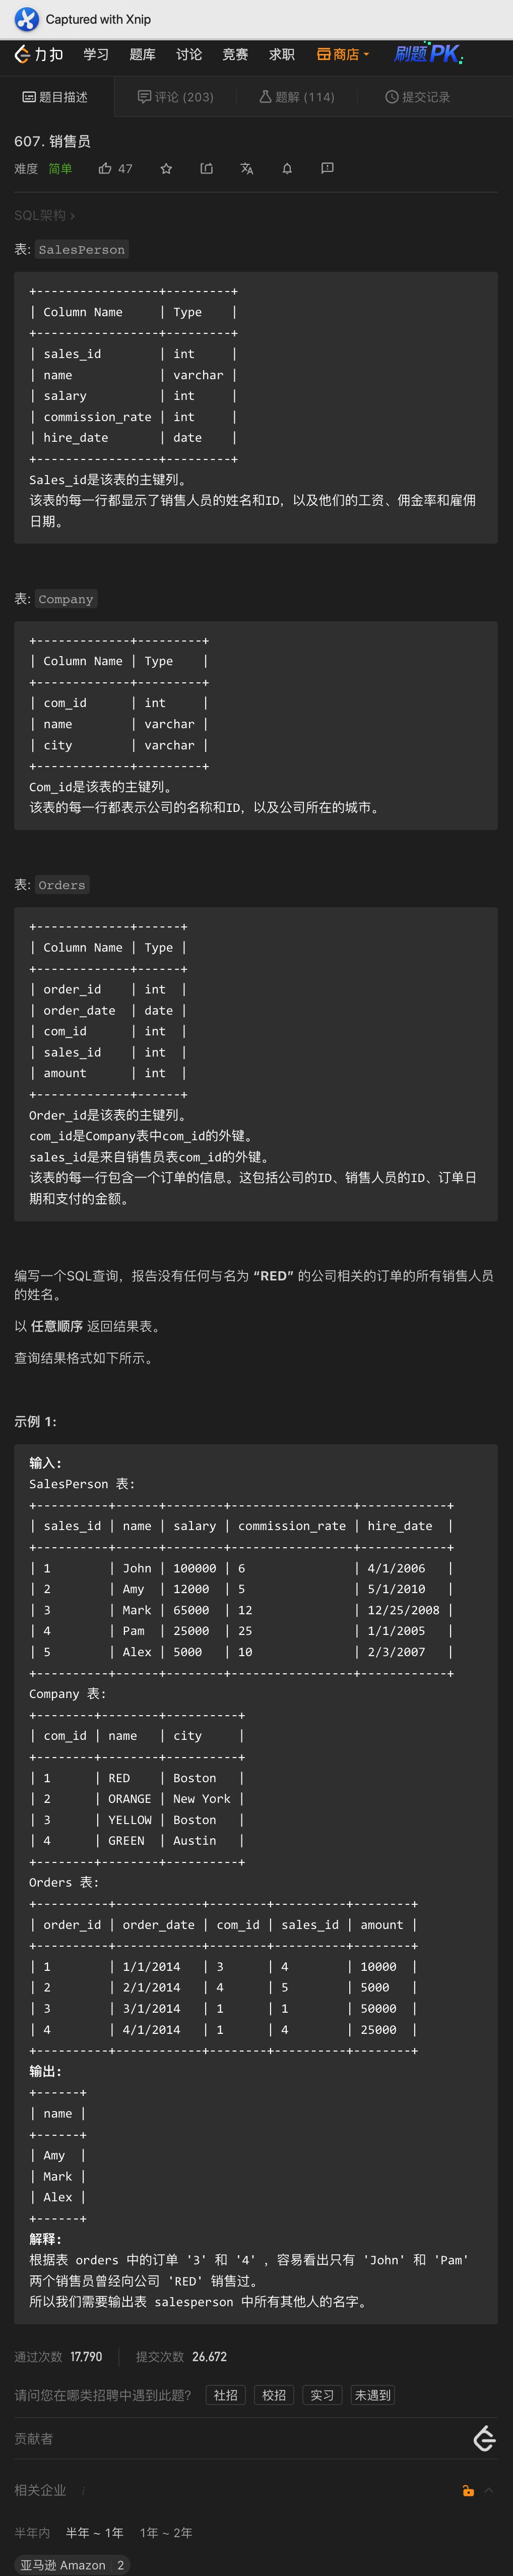 Captured with Xnip
力扣 学习 题库 讨论 竞赛 求职 商店 刷题PK
题目描述 评论 (203) 题解 (114) 提交记录
607. 销售员
难度 简单 47
SQL架构 >
表: SalesPerson
+-----------------+---------+
| Column Name     | Type    |
+-----------------+---------+
| sales_id        | int     |
| name            | varchar |
| salary          | int     |
| commission_rate | int     |
| hire_date       | date    |
+-----------------+---------+
Sales_id是该表的主键列。
该表的每一行都显示了销售人员的姓名和ID，以及他们的工资、佣金率和雇佣
日期。
表: Company
+-------------+---------+
| Column Name | Type    |
+-------------+---------+
| com_id      | int     |
| name        | varchar |
| city        | varchar |
+-------------+---------+
Com_id是该表的主键列。
该表的每一行都表示公司的名称和ID，以及公司所在的城市。
表: Orders
+-------------+------+
| Column Name | Type |
+-------------+------+
| order_id    | int  |
| order_date  | date |
| com_id      | int  |
| sales_id    | int  |
| amount      | int  |
+-------------+------+
Order_id是该表的主键列。
com_id是Company表中com_id的外键。
sales_id是来自销售员表com_id的外键。
该表的每一行包含一个订单的信息。这包括公司的ID、销售人员的ID、订单日
期和支付的金额。
编写一个SQL查询，报告没有任何与名为 “RED” 的公司相关的订单的所有销售人员
的姓名。
以 任意顺序 返回结果表。
查询结果格式如下所示。
示例 1:
输入:
SalesPerson 表:
+----------+------+--------+-----------------+------------+
| sales_id | name | salary | commission_rate | hire_date  |
+----------+------+--------+-----------------+------------+
| 1        | John | 100000 | 6               | 4/1/2006   |
| 2        | Amy  | 12000  | 5               | 5/1/2010   |
| 3        | Mark | 65000  | 12              | 12/25/2008 |
| 4        | Pam  | 25000  | 25              | 1/1/2005   |
| 5        | Alex | 5000   | 10              | 2/3/2007   |
+----------+------+--------+-----------------+------------+
Company 表:
+--------+--------+----------+
| com_id | name   | city     |
+--------+--------+----------+
| 1      | RED    | Boston   |
| 2      | ORANGE | New York |
| 3      | YELLOW | Boston   |
| 4      | GREEN  | Austin   |
+--------+--------+----------+
Orders 表:
+----------+------------+--------+----------+--------+
| order_id | order_date | com_id | sales_id | amount |
+----------+------------+--------+----------+--------+
| 1        | 1/1/2014   | 3      | 4        | 10000  |
| 2        | 2/1/2014   | 4      | 5        | 5000   |
| 3        | 3/1/2014   | 1      | 1        | 50000  |
| 4        | 4/1/2014   | 1      | 4        | 25000  |
+----------+------------+--------+----------+--------+
输出:
+------+
| name |
+------+
| Amy  |
| Mark |
| Alex |
+------+
解释:
根据表 orders 中的订单 '3' 和 '4' ，容易看出只有 'John' 和 'Pam'
两个销售员曾经向公司 'RED' 销售过。
所以我们需要输出表 salesperson 中所有其他人的名字。
通过次数 17,790 提交次数 26,672
请问您在哪类招聘中遇到此题? 社招 校招 实习 未遇到
贡献者
相关企业 i
半年内 半年 ~ 1年 1年 ~ 2年
亚马逊 Amazon 2